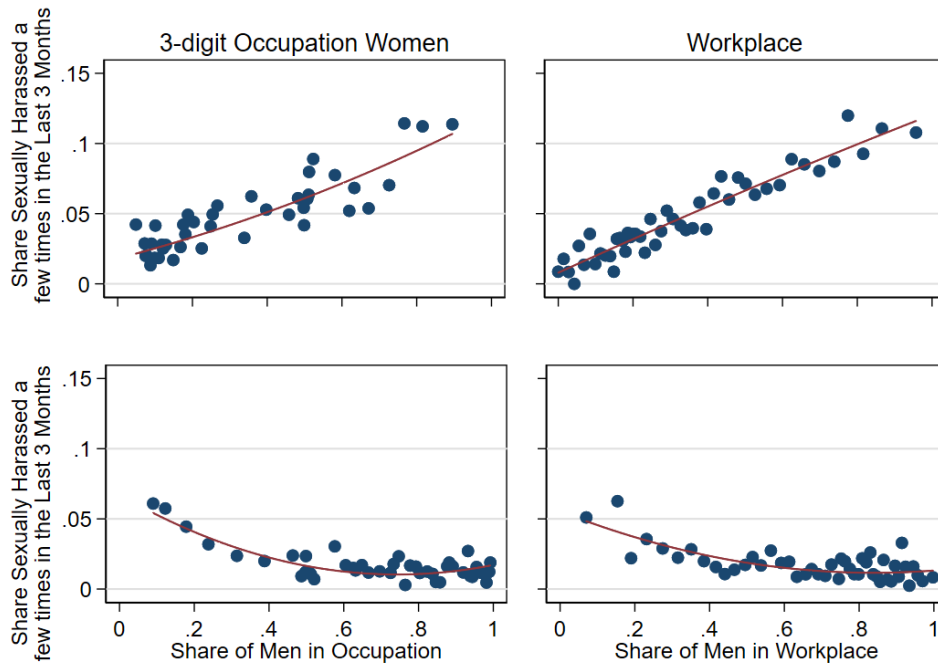 3-digit Occupation Women
Workplace
Share Sexually Harassed a
few times in the Last 3 Months
.15
.1
.05
0
Share Sexually Harassed a
few times in the Last 3 Months
.15
.1
.05
0
0 .2 .4 .6 .8 1
0 .2 .4 .6 .8 1
Share of Men in Occupation
Share of Men in Workplace